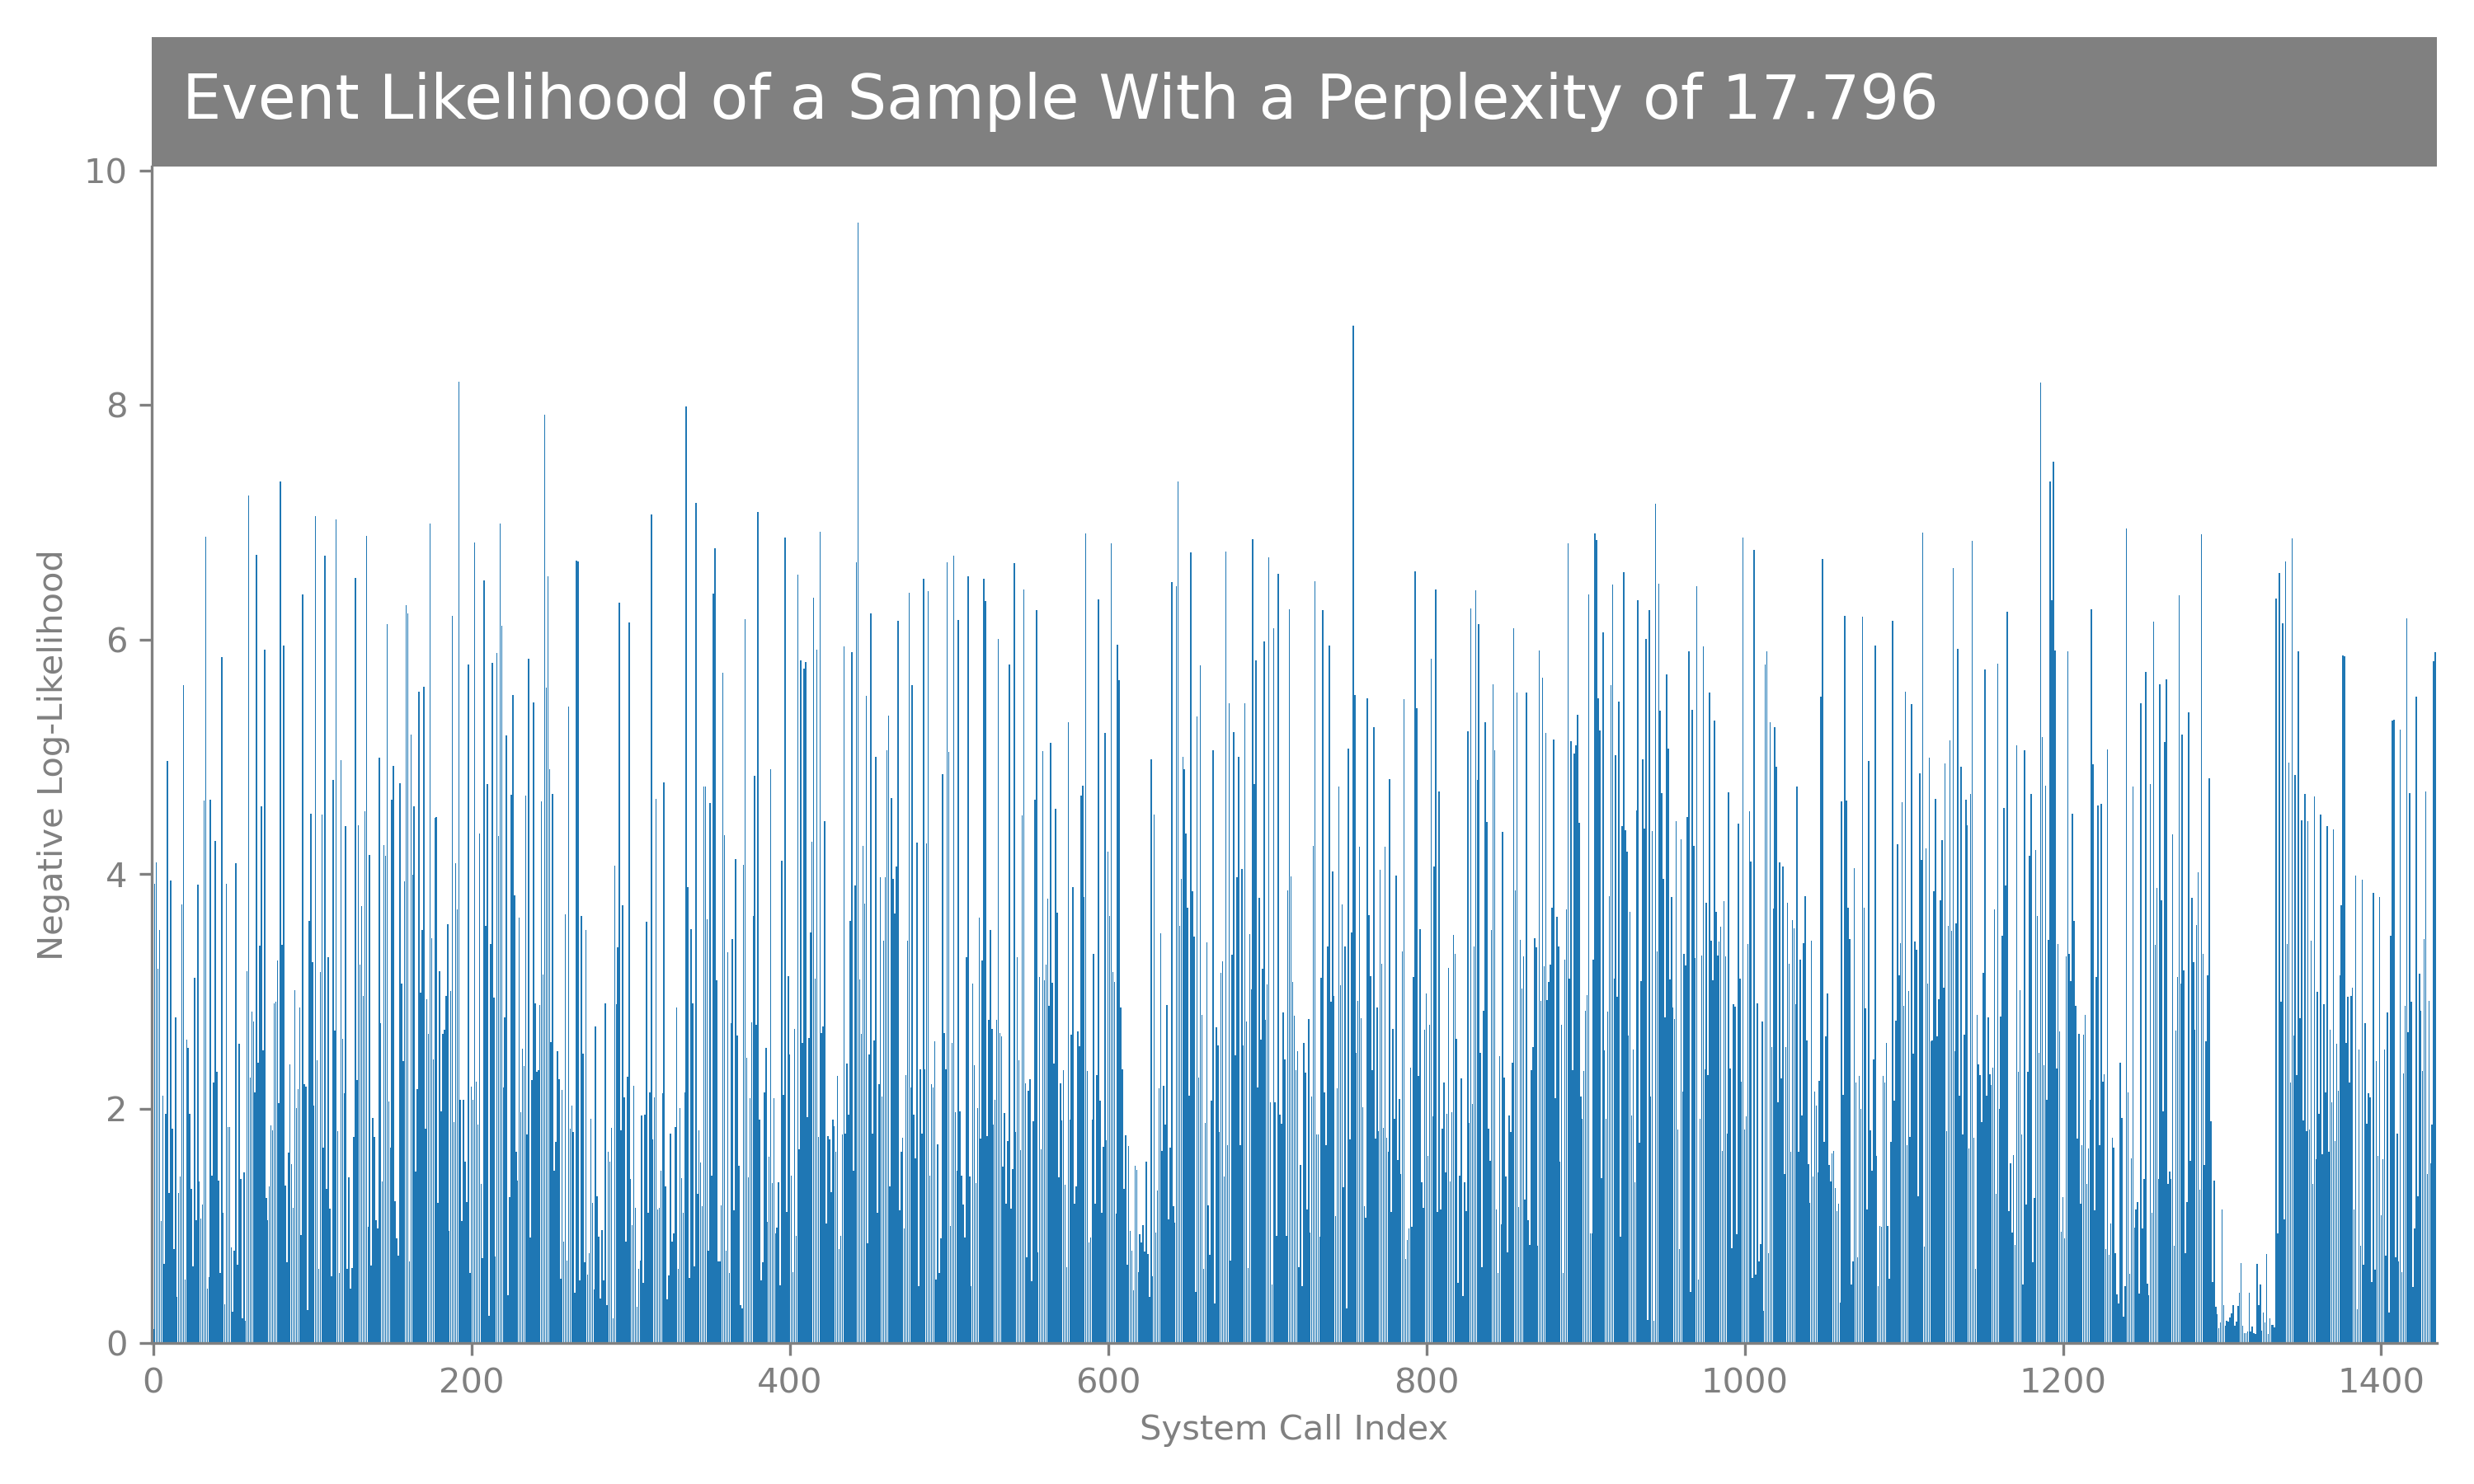 Event Likelihood of a Sample With a Perplexity of 17.796
10
8
6
4
2
0
Negative Log-Likelihood
0 200 400 600 800 1000 1200 1400
System Call Index